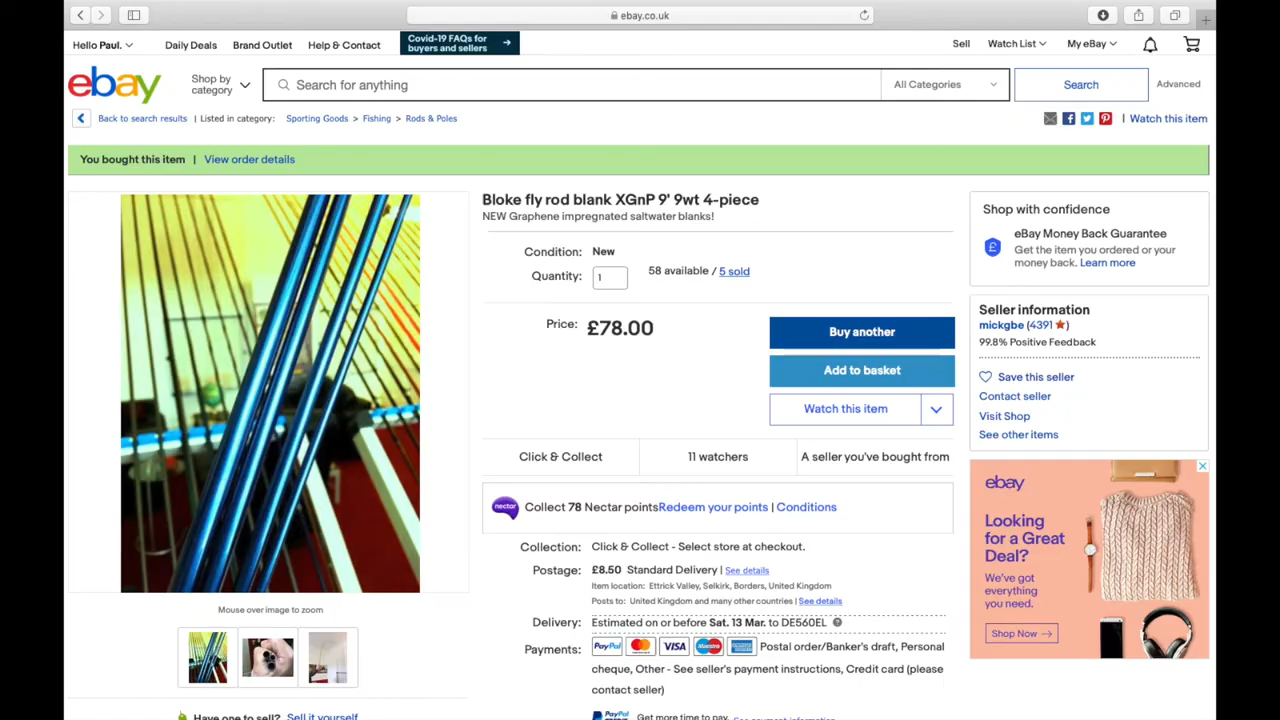 ebay.co.uk
Hello Paul.
Daily Deals
Brand Outlet
Help & Contact
Covid-19 FAQs for
buyers and sellers
Sell
Watch List
My eBay
ebay
Shop by
category
Search for anything
All Categories
Search
Advanced
Back to search results | Listed in category: Sporting Goods > Fishing > Rods & Poles
| Watch this item
You bought this item | View order details
Bloke fly rod blank XGnP 9' 9wt 4-piece
NEW Graphene impregnated saltwater blanks!
Condition: New
Quantity: 1 58 available / 5 sold
Price: £78.00
Buy another
Add to basket
Watch this item
Click & Collect
11 watchers
A seller you've bought from
nectar Collect 78 Nectar pointsRedeem your points | Conditions
Collection: Click & Collect - Select store at checkout.
Postage: £8.50 Standard Delivery | See details
Item location: Ettrick Valley, Selkirk, Borders, United Kingdom
Posts to: United Kingdom and many other countries | See details
Delivery: Estimated on or before Sat. 13 Mar. to DE560EL
Payments: PayPal VISA Maestro Postal order/Banker's draft, Personal
cheque, Other - See seller's payment instructions, Credit card (please
contact seller)
PayPal Get more time to pay. See payment information
Mouse over image to zoom
Have one to sell? Sell it yourself
Shop with confidence
eBay Money Back Guarantee
Get the item you ordered or your
money back. Learn more
Seller information
mickgbe (4391)
99.8% Positive Feedback
Save this seller
Contact seller
Visit Shop
See other items
ebay
Looking
for a Great
Deal?
We've got
everything
you need.
Shop Now